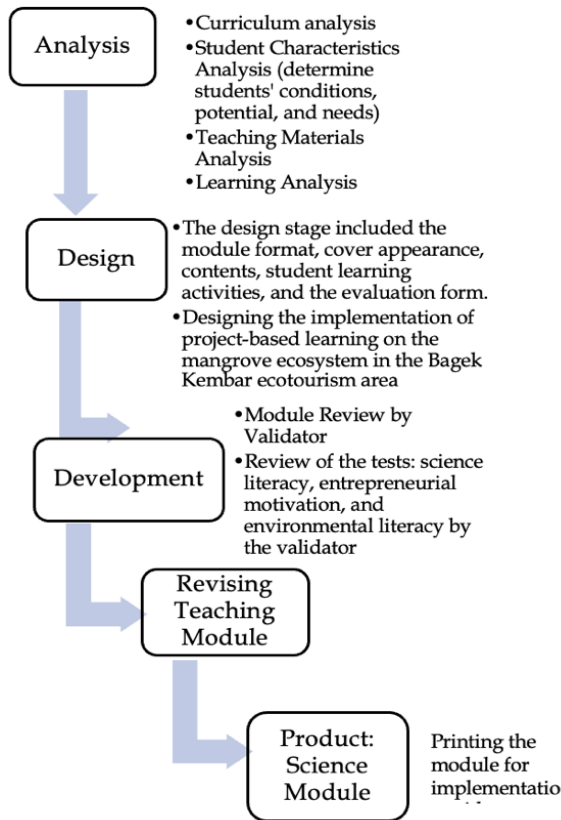 Analysis
•Curriculum analysis
•Student Characteristics
Analysis (determine
students' conditions,
potential, and needs)
•Teaching Materials
Analysis
•Learning Analysis
Design
•The design stage included the
module format, cover appearance,
contents, student learning
activities, and the evaluation form.
•Designing the implementation of
project-based learning on the
mangrove ecosystem in the Bagek
Kembar ecotourism area
Development
•Module Review by
Validator
•Review of the tests: science
literacy, entrepreneurial
motivation, and
environmental literacy by
the validator
Revising
Teaching
Module
Product:
Science
Module
Printing the
module for
implementatio